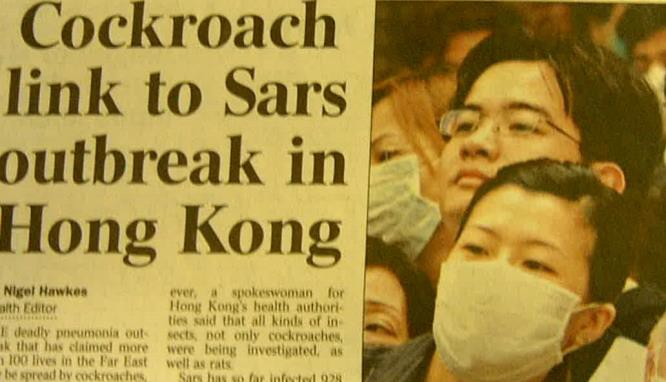 Cockroach
link to Sars
outbreak in
Hong Kong
Nigel Hawkes
alth Editor
E deadly pneumonia out-
ak that has claimed more
n 100 lives in the Far East
y be spread by cockroaches,
ever, a spokeswoman for
Hong Kong's health authori-
ties said that all kinds of in-
sects, not only cockroaches,
were being investigated, as
well as rats.
Sars has so far infected 928